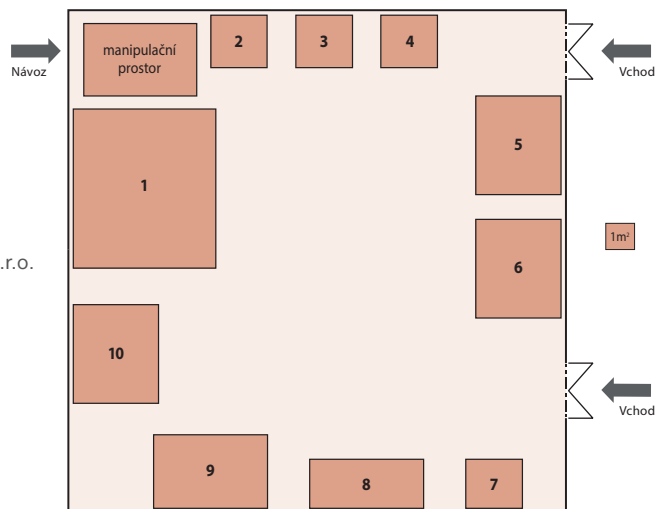 2
3
4
manipulační
prostor
Návoz
Vchod
5
1
1m²
.r.o.
6
10
Vchod
9
8
7